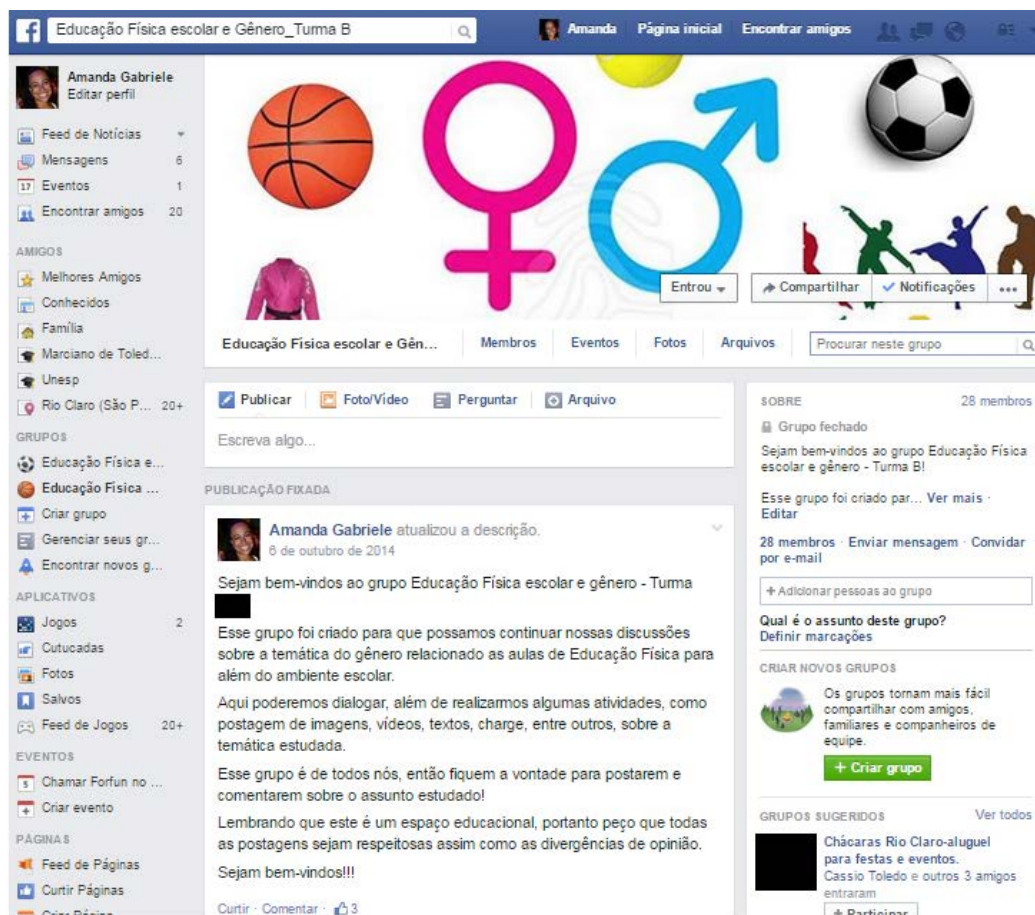 Educação Física escolar e Gênero_Turma B
Amanda Página inicial Encontrar amigos
Amanda Gabriele
Editar perfil
Feed de Notícias
Mensagens 6
17 Eventos 1
Encontrar amigos 20
AMIGOS
Melhores Amigos
Conhecidos
Família
Marciano de Toled...
Unesp
Rio Claro (São P... 20+
GRUPOS
Educação Física e...
Educação Física ...
Criar grupo
Gerenciar seus gr...
Encontrar novos g...
APLICATIVOS
Jogos 2
Cutucadas
Fotos
Salvos
Feed de Jogos 20+
EVENTOS
5 Chamar Forfun no ...
Criar evento
PÁGINAS
Feed de Páginas
Curtir Páginas
Criar Página
Entrou
Compartilhar
Notificações
...
Educação Física escolar e Gên...
Membros Eventos Fotos Arquivos
Procurar neste grupo
Publicar Foto/Vídeo Perguntar Arquivo
Escreva algo...
PUBLICAÇÃO FIXADA
Amanda Gabriele atualizou a descrição.
6 de outubro de 2014
Sejam bem-vindos ao grupo Educação Física escolar e gênero - Turma
Esse grupo foi criado para que possamos continuar nossas discussões
sobre a temática do gênero relacionado as aulas de Educação Física para
além do ambiente escolar.
Aqui poderemos dialogar, além de realizarmos algumas atividades, como
postagem de imagens, vídeos, textos, charge, entre outros, sobre a
temática estudada.
Esse grupo é de todos nós, então fiquem a vontade para postarem e
comentarem sobre o assunto estudado!
Lembrando que este é um espaço educacional, portanto peço que todas
as postagens sejam respeitosas assim como as divergências de opinião.
Sejam bem-vindos!!!
Curtir · Comentar · 3
SOBRE 28 membros
Grupo fechado
Sejam bem-vindos ao grupo Educação Física
escolar e gênero - Turma B!
Esse grupo foi criado par... Ver mais ·
Editar
28 membros · Enviar mensagem · Convidar
por e-mail
+ Adicionar pessoas ao grupo
Qual é o assunto deste grupo?
Definir marcações
CRIAR NOVOS GRUPOS
Os grupos tornam mais fácil
compartilhar com amigos,
familiares e companheiros de
equipe.
+ Criar grupo
GRUPOS SUGERIDOS Ver todos
Chácaras Rio Claro-aluguel
para festas e eventos.
Cassio Toledo e outros 3 amigos
entraram
+ Participar